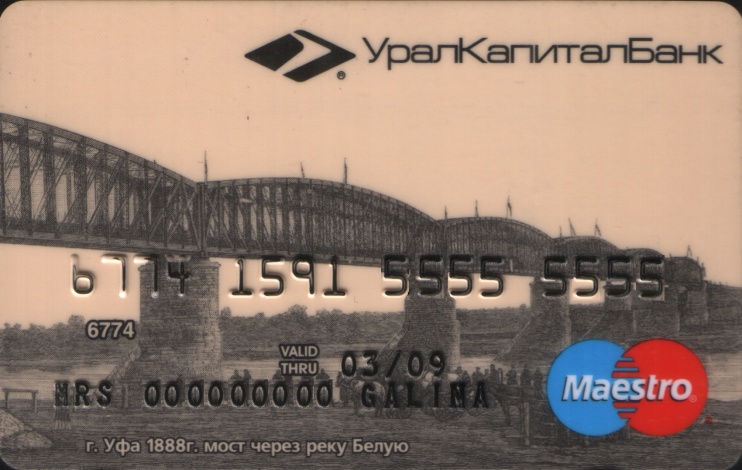 УралКапиталБанк
®
6774 1591 5555 5555
6774
VALID THRU 03/09
MRS 000000000 GALINA
Maestro®
г. Уфа 1888г. мост через реку Белую